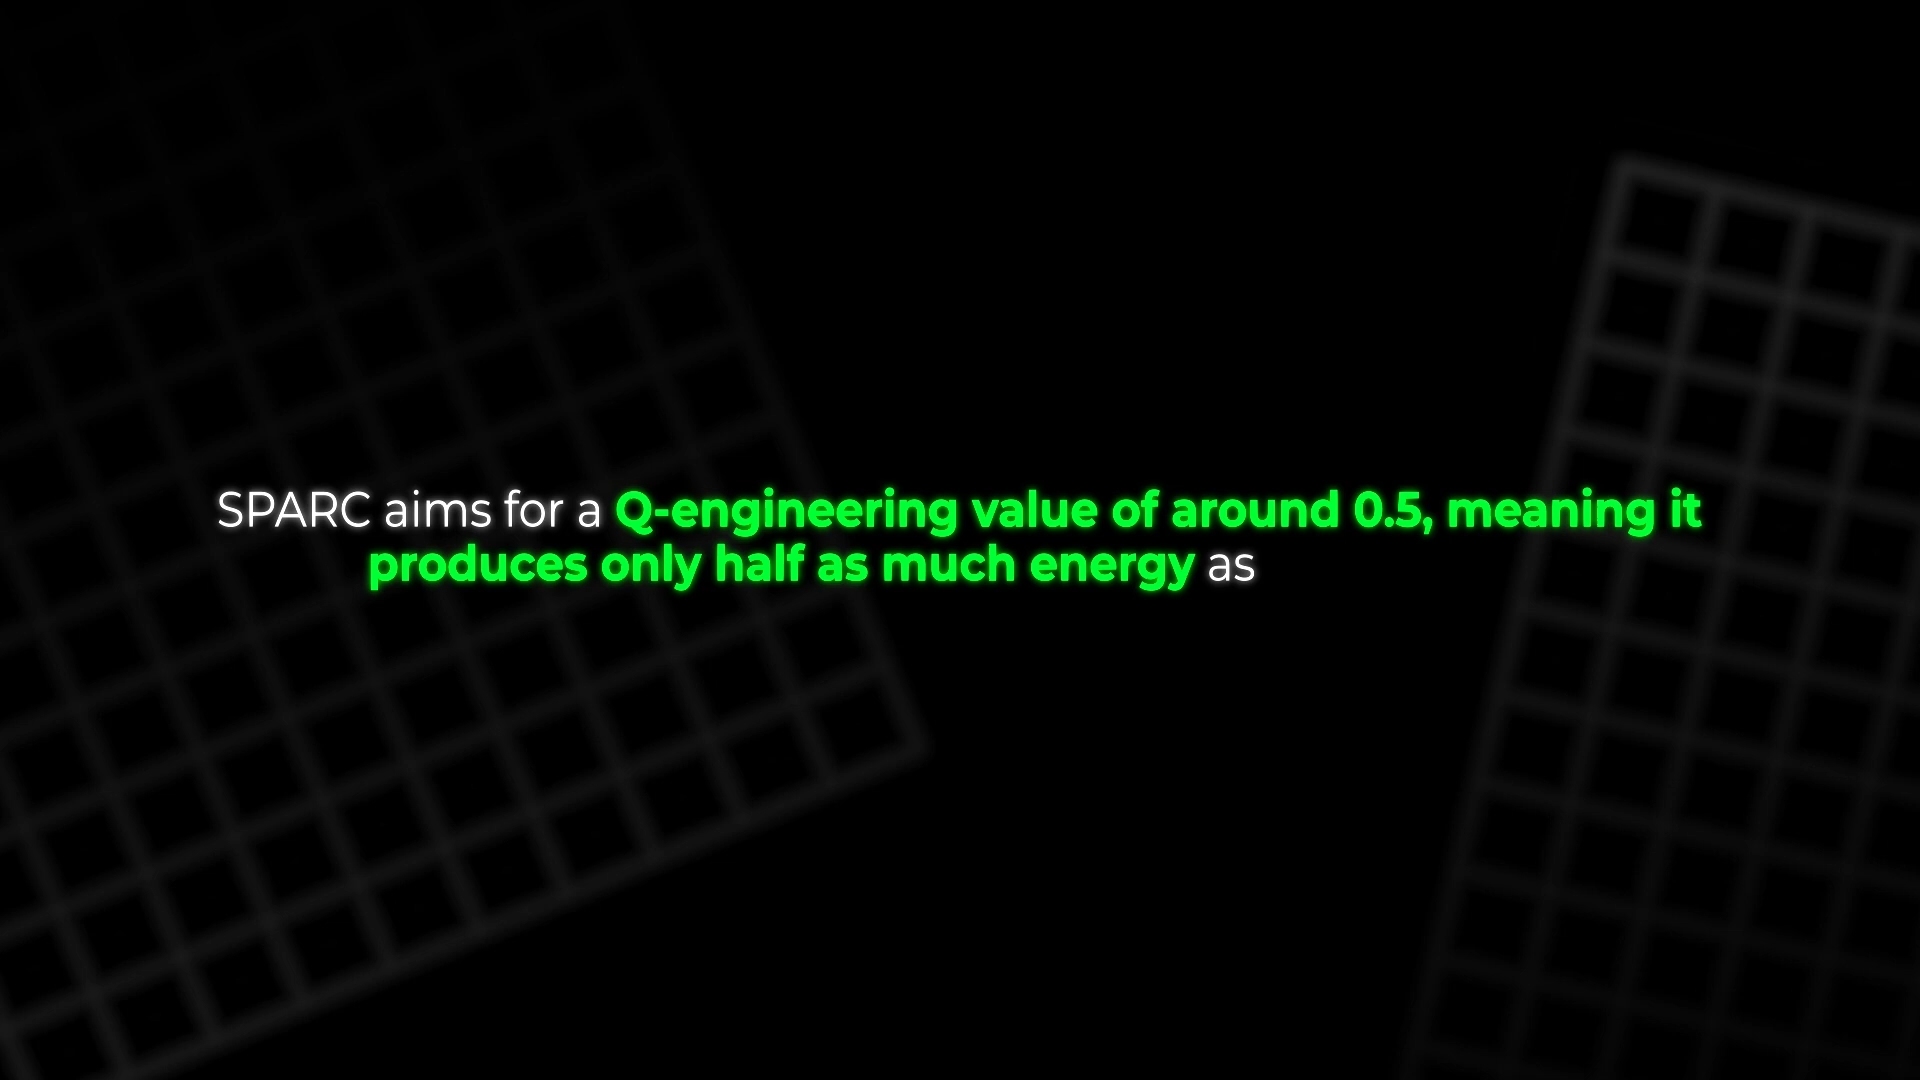 SPARC aims for a Q-engineering value of around 0.5, meaning it
produces only half as much energy as